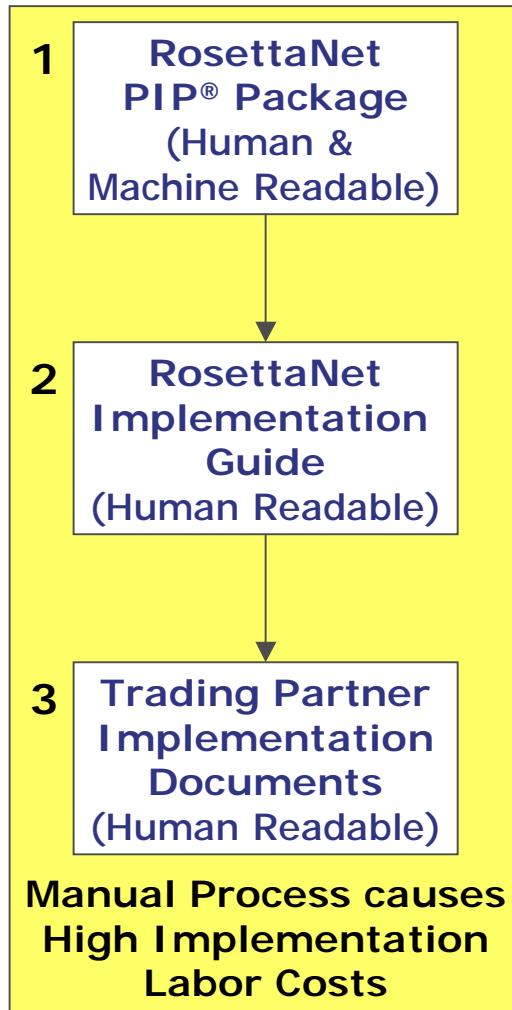 1
RosettaNet
PIP® Package
(Human &
Machine Readable)
2
RosettaNet
Implementation
Guide
(Human Readable)
3
Trading Partner
Implementation
Documents
(Human Readable)
Manual Process causes
High Implementation
Labor Costs